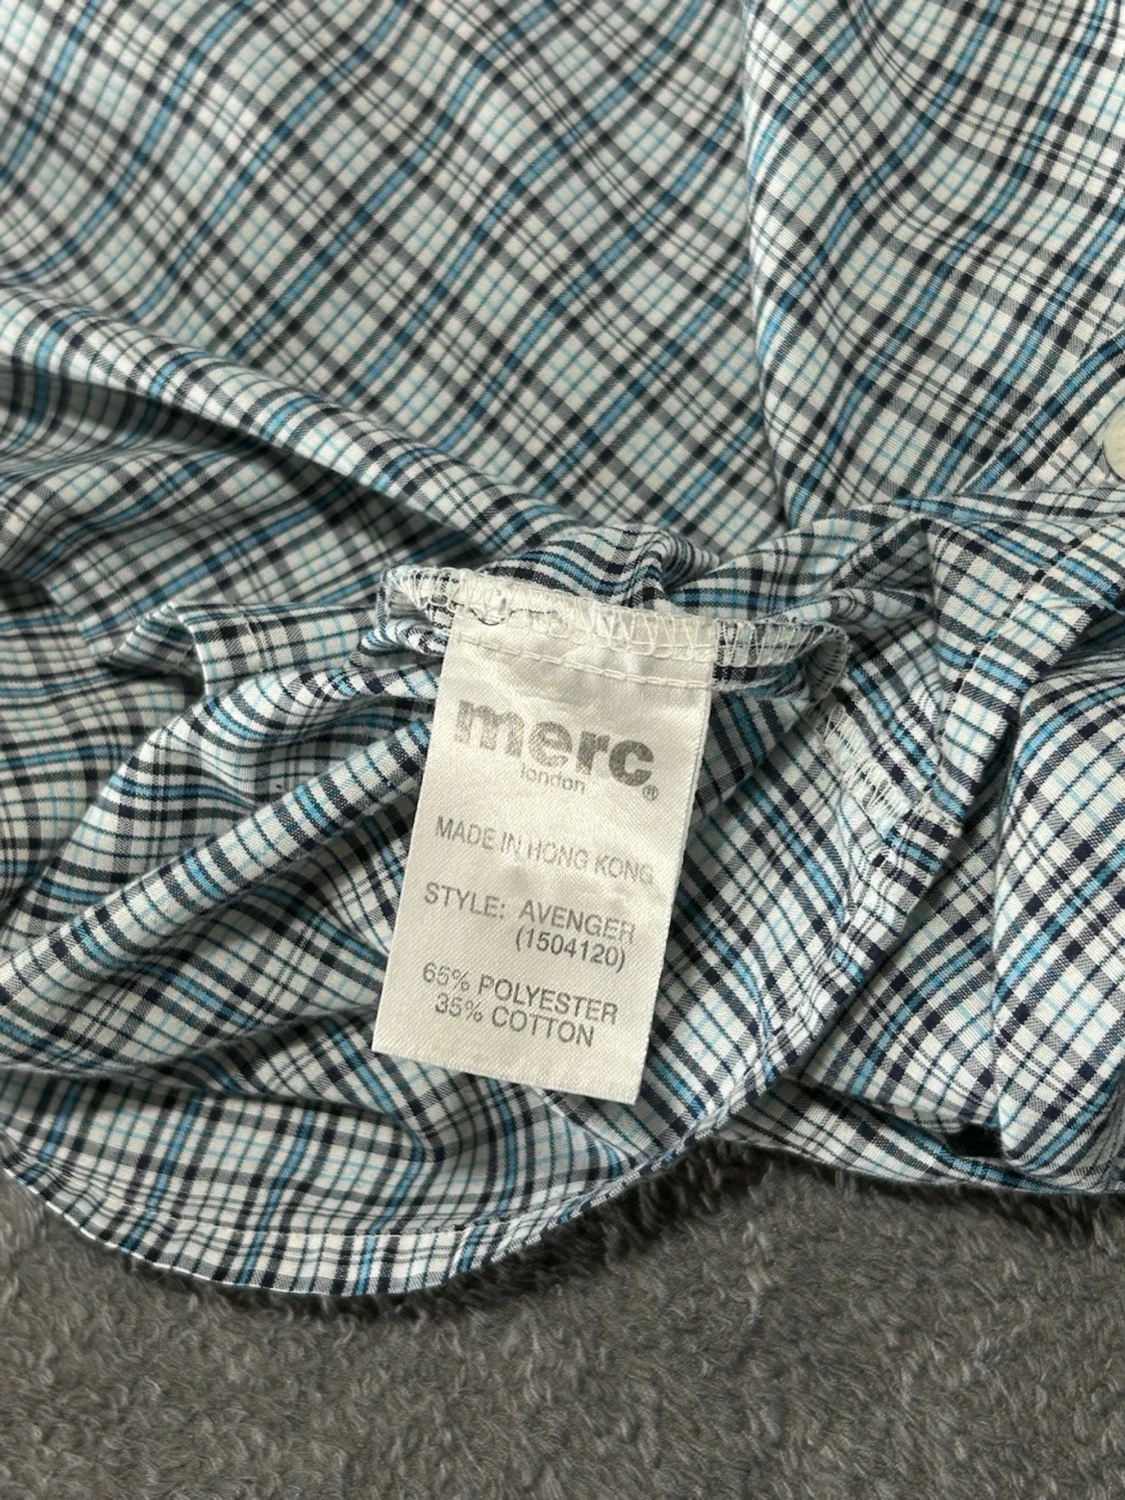 merc®
london
MADE IN HONG KONG
STYLE: AVENGER
(1504120)
65% POLYESTER
35% COTTON